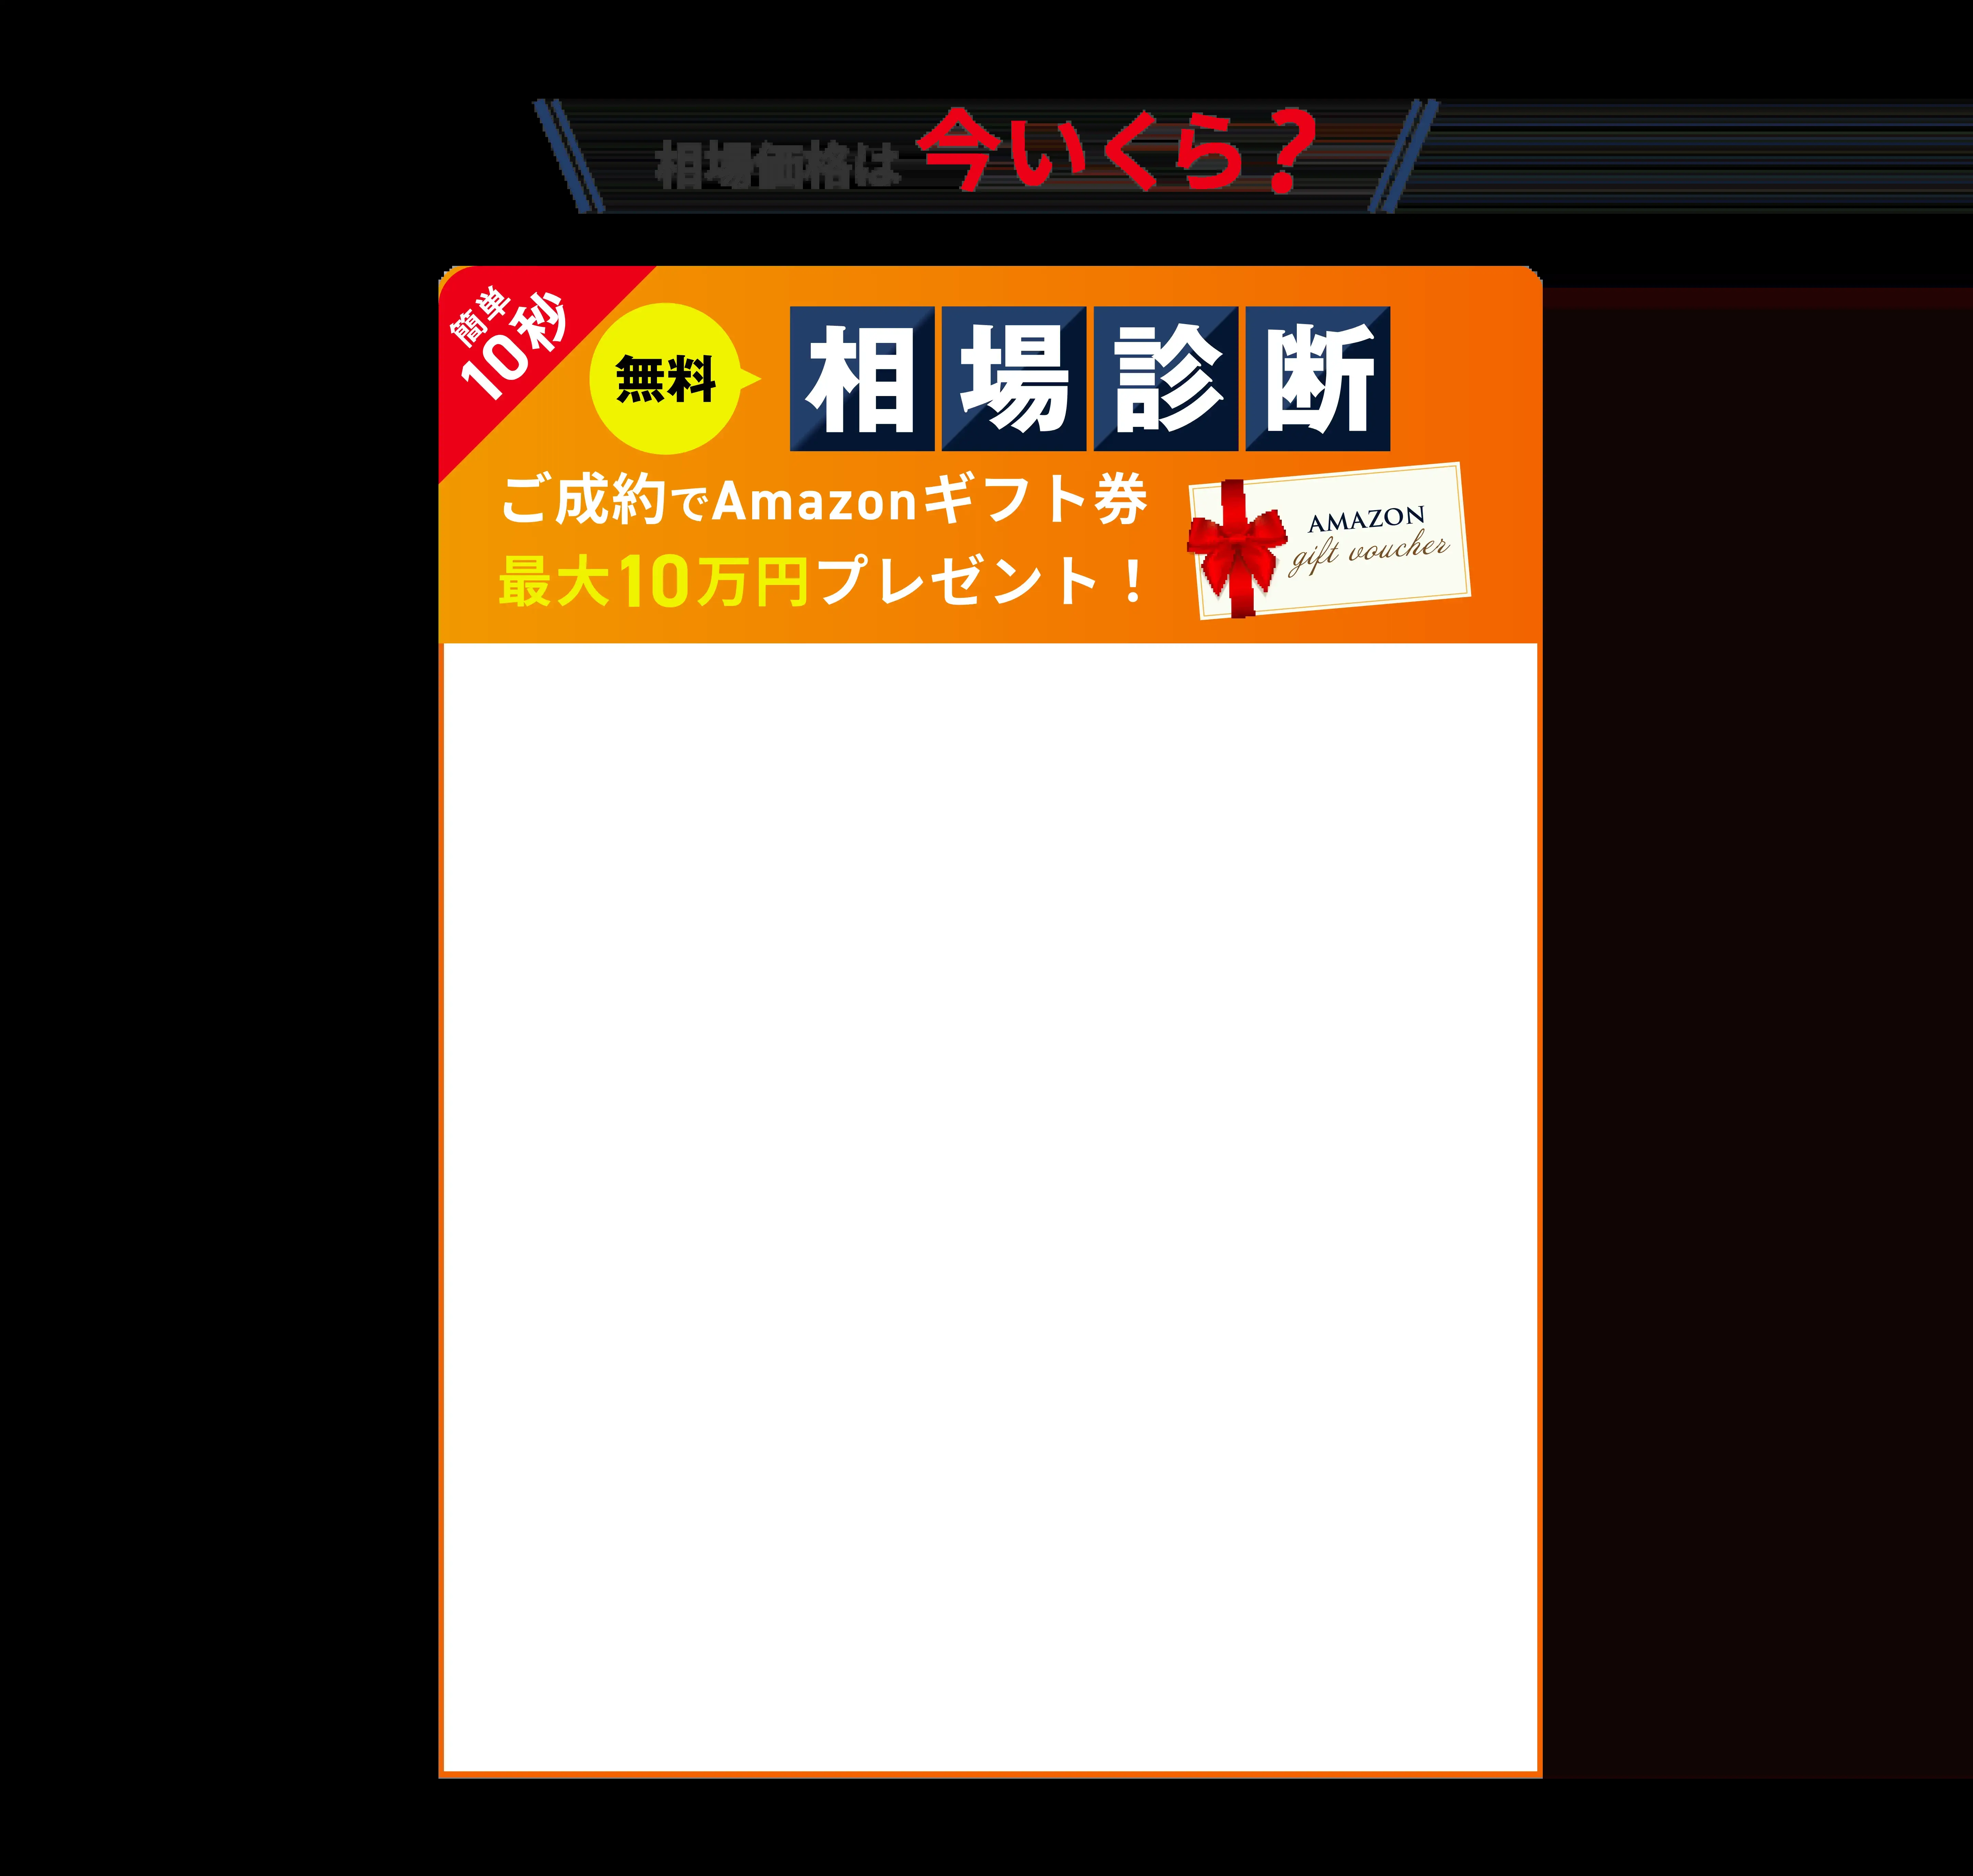 相場価格は今いくら？
簡単
10秒
無料
相場診断
ご成約でAmazonギフト券
最大10万円プレゼント！
AMAZON
gift voucher